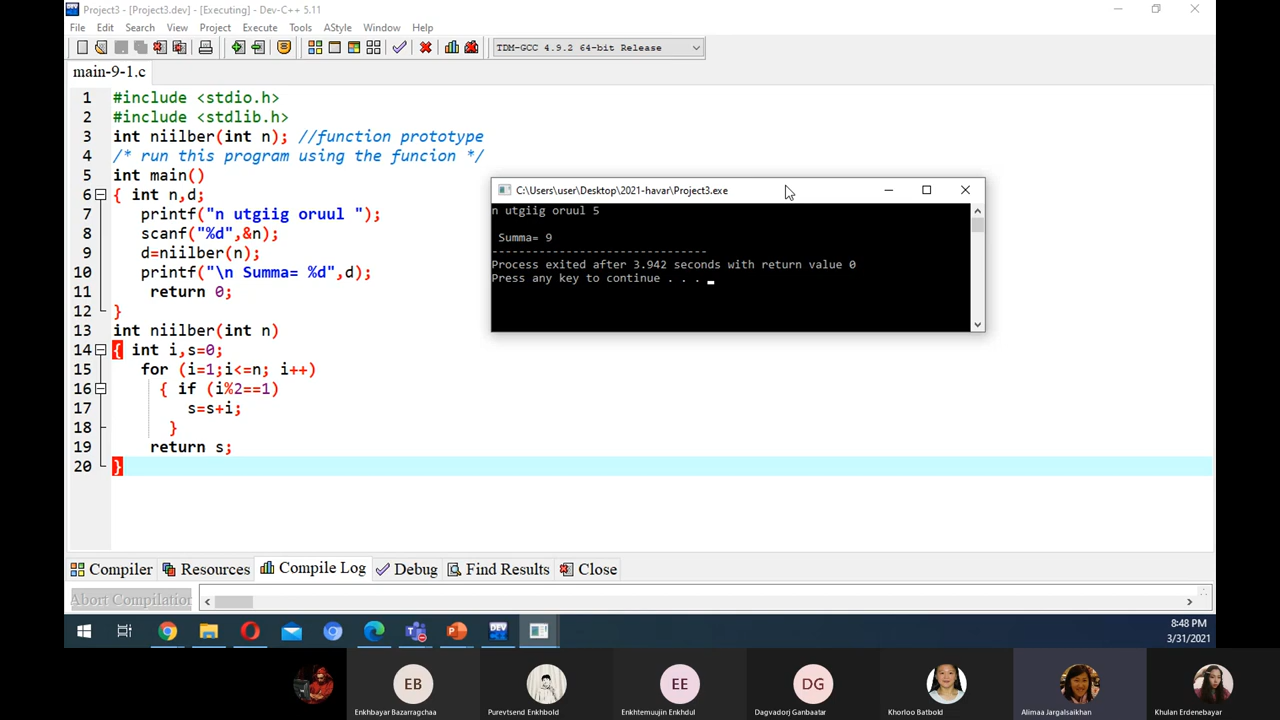 Project3 - [Project3.dev] - [Executing] - Dev-C++ 5.11
File Edit Search View Project Execute Tools AStyle Window Help
TDM-GCC 4.9.2 64-bit Release
main-9-1.c
1 #include <stdio.h>
2 #include <stdlib.h>
3 int niilber(int n); //function prototype
4 /* run this program using the funcion */
5 int main()
6 { int n,d;
7 printf("n utgiig oruul ");
8 scanf("%d",&n);
9 d=niilber(n);
10 printf("\n Summa= %d",d);
11 return 0;
12 }
13 int niilber(int n)
14 { int i,s=0;
15 for (i=1;i<=n; i++)
16 { if (i%2==1)
17 s=s+i;
18 }
19 return s;
20 }
C:\Users\user\Desktop\2021-havar\Project3.exe
n utgiig oruul 5
Summa= 9
--------------------------------
Process exited after 3.942 seconds with return value 0
Press any key to continue . . .
Compiler Resources Compile Log Debug Find Results Close
Abort Compilation
DEV
8:48 PM
3/31/2021
EB EE DG
Enkhbayar Bazarragchaa Purevtsend Enkhbold Enkhtemuujin Enkhdul Dagvadorj Ganbaatar Khorloo Batbold Alimaa Jargalsaikhan Khulan Erdenebayar